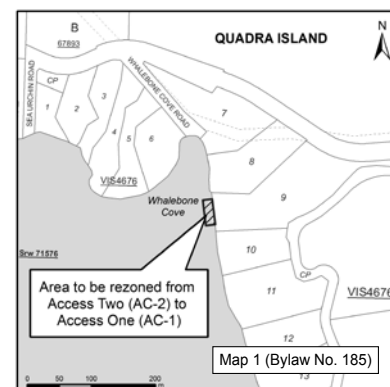 QUADRA ISLAND
N
B
67893
SEA URCHIN ROAD
WHALEBONE COVE ROAD
CP
1
2
3
4
5
6
7
8
9
VIS4676
Whalebone
Cove
10
11
12
13
CP
VIS4676
Srw 71576
Area to be rezoned from
Access Two (AC-2) to
Access One (AC-1)
Map 1 (Bylaw No. 185)
0 50 100 200
m